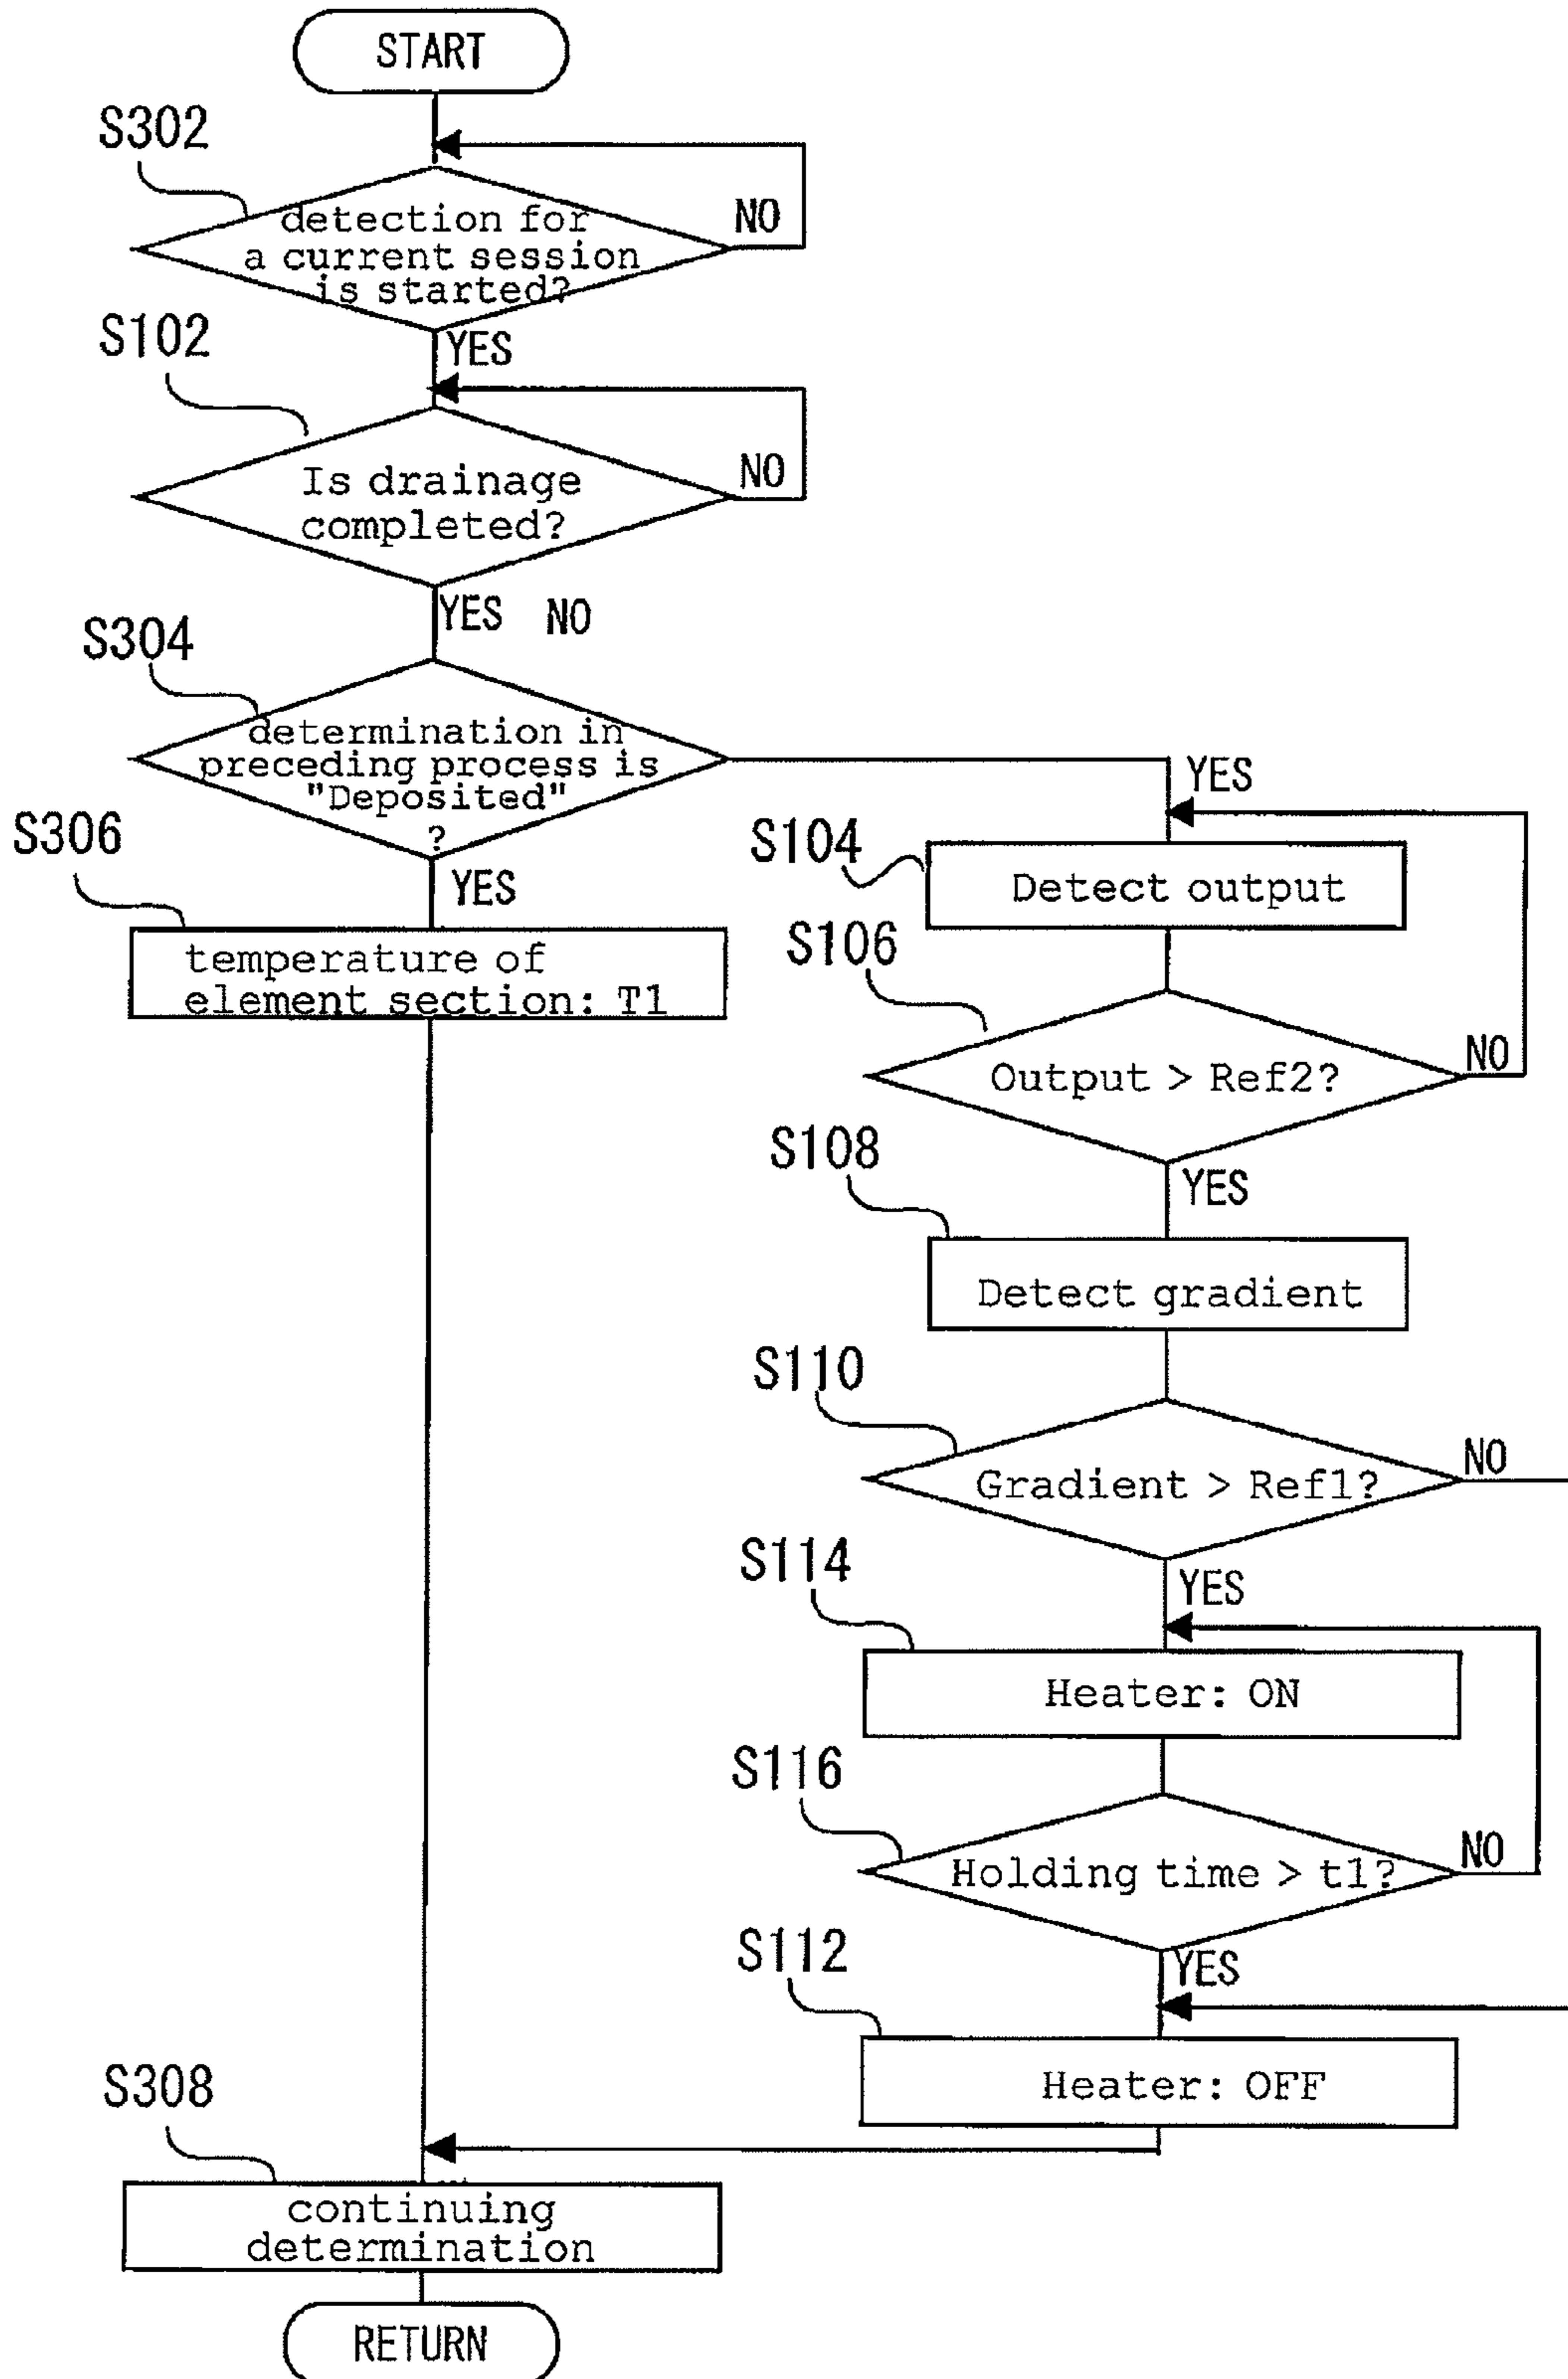 START
S302
detection for
a current session
is started?
NO
YES
S102
Is drainage
completed?
NO
YES NO
S304
determination in
preceding process is
"Deposited"
?
YES
YES
S306
temperature of
element section: T1
S104
Detect output
S106
Output > Ref2?
NO
YES
S108
Detect gradient
S110
Gradient > Ref1?
NO
YES
S114
Heater: ON
S116
Holding time > t1?
NO
YES
S112
Heater: OFF
S308
continuing
determination
RETURN